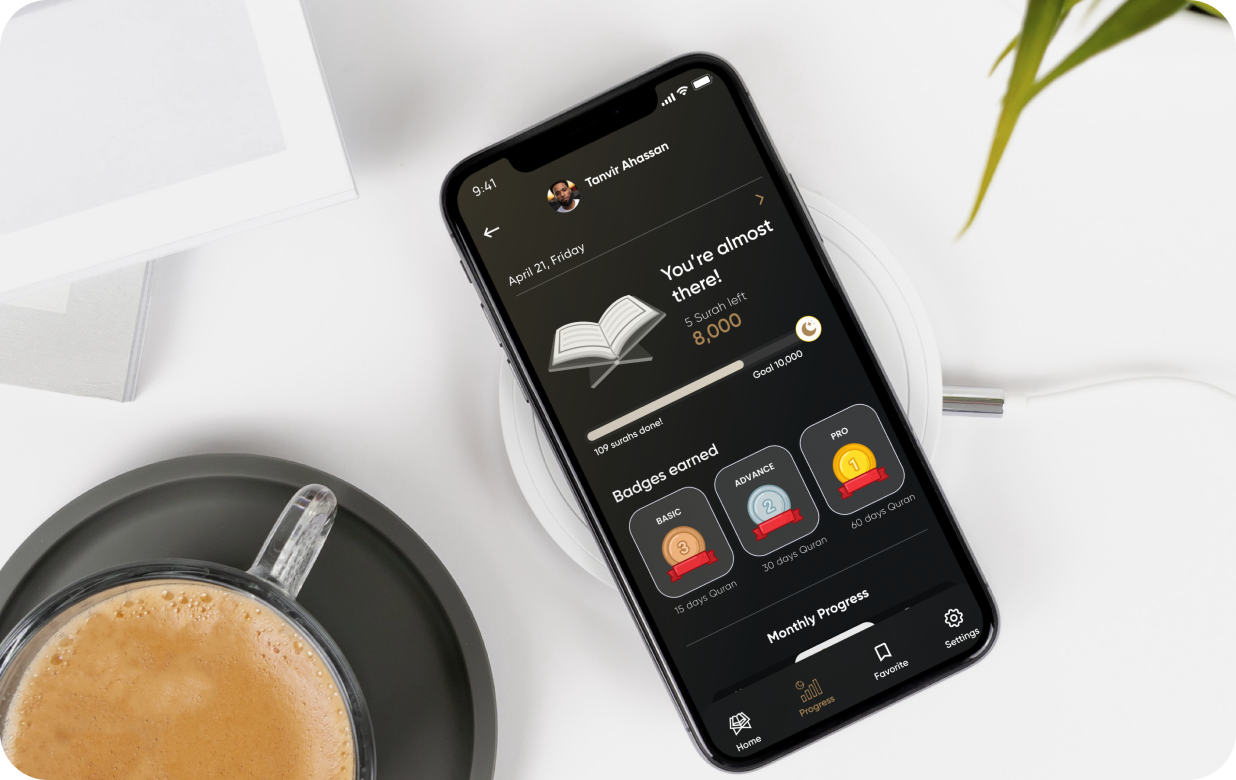 9:41
Tanvir Ahassan
April 21, Friday
You're almost
there!
5 Surah left
8,000
Goal 10,000
109 surahs done!
Badges earned
BASIC
3
15 days Quran
ADVANCE
2
30 days Quran
PRO
1
60 days Quran
Monthly Progress
Home
Progress
Favorite
Settings